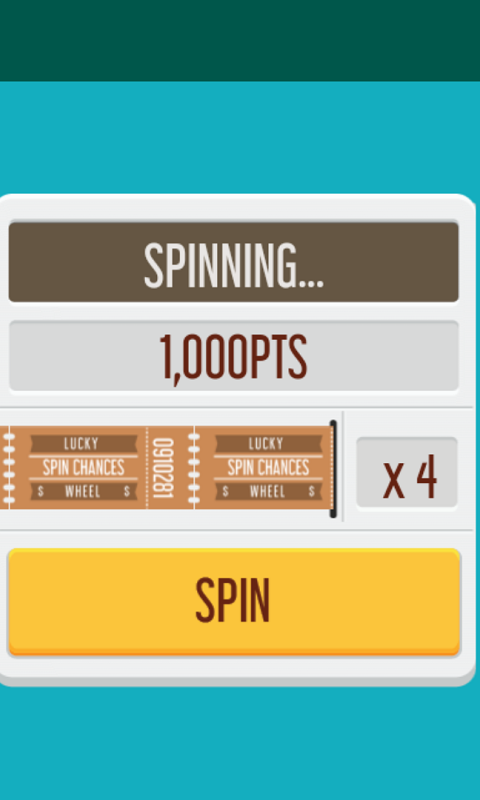 SPINNING...
1,000PTS
LUCKY
SPIN CHANCES
$ WHEEL $
0910281
LUCKY
SPIN CHANCES
$ WHEEL $
x 4
SPIN